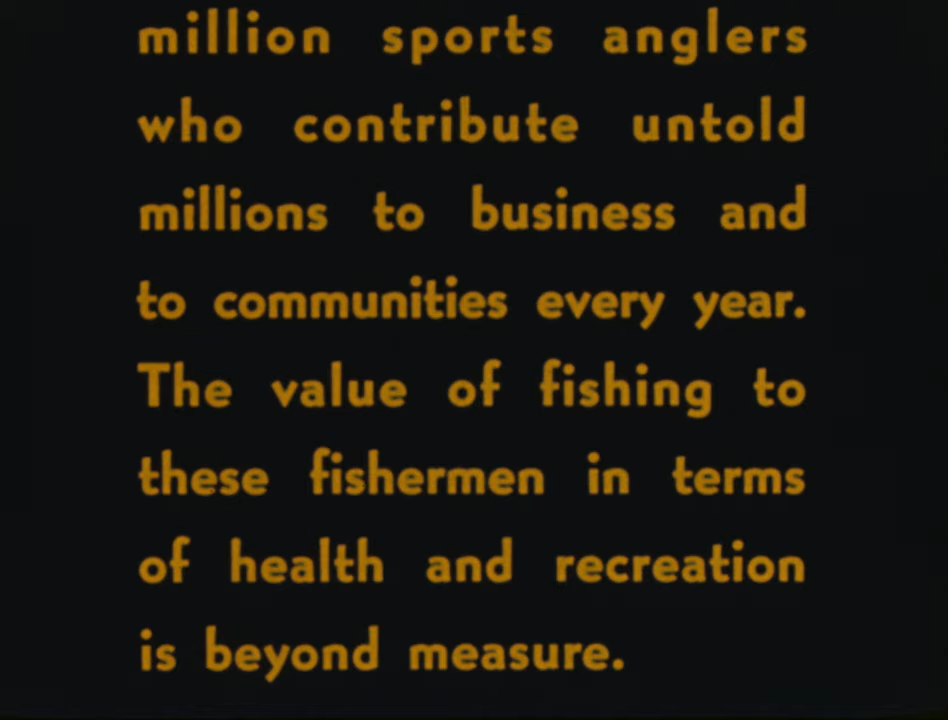 million sports anglers
who contribute untold
millions to business and
to communities every year.
The value of fishing to
these fishermen in terms
of health and recreation
is beyond measure.